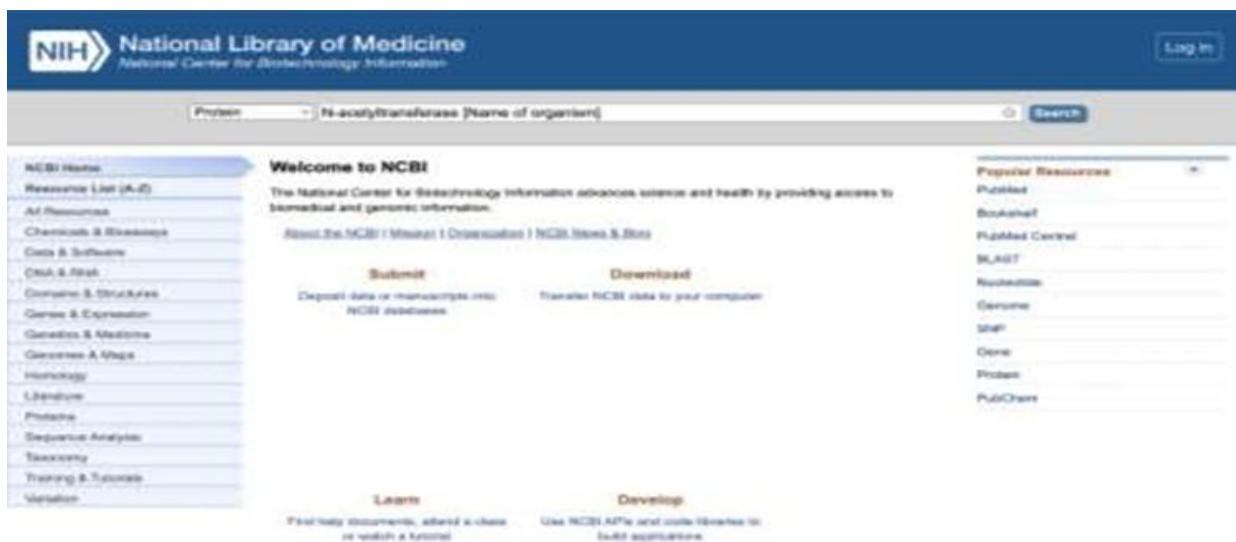 NIH National Library of Medicine
National Center for Biotechnology Information
Log in
Protein N-acetyltransferase [Name of organism] Search
NCBI Home
Resource List (A-Z)
All Resources
Chemicals & Bioassays
Data & Software
DNA & RNA
Domains & Structures
Genes & Expression
Genetics & Medicine
Genomes & Maps
Homology
Literature
Proteins
Sequence Analysis
Taxonomy
Training & Tutorials
Variation
Welcome to NCBI
The National Center for Biotechnology Information advances science and health by providing access to
biomedical and genomic information.
About the NCBI | Mission | Organization | NCBI News & Blog
Submit
Deposit data or manuscripts into
NCBI databases
Download
Transfer NCBI data to your computer
Learn
Find help documents, attend a class
or watch a tutorial
Develop
Use NCBI APIs and code libraries to
build applications
Popular Resources
PubMed
Bookshelf
PubMed Central
BLAST
Nucleotide
Genome
SNP
Gene
Protein
PubChem